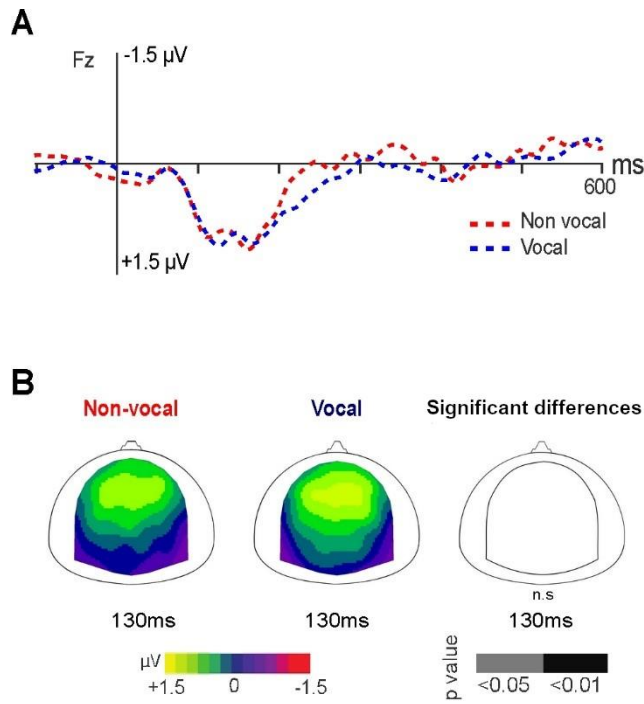 A
Fz
-1.5 µV
ms
600
Non vocal
Vocal
+1.5 µV
B
Non-vocal
Vocal
Significant differences
n.s
130ms
130ms
130ms
µV
+1.5 0 -1.5
p value
<0.05 <0.01